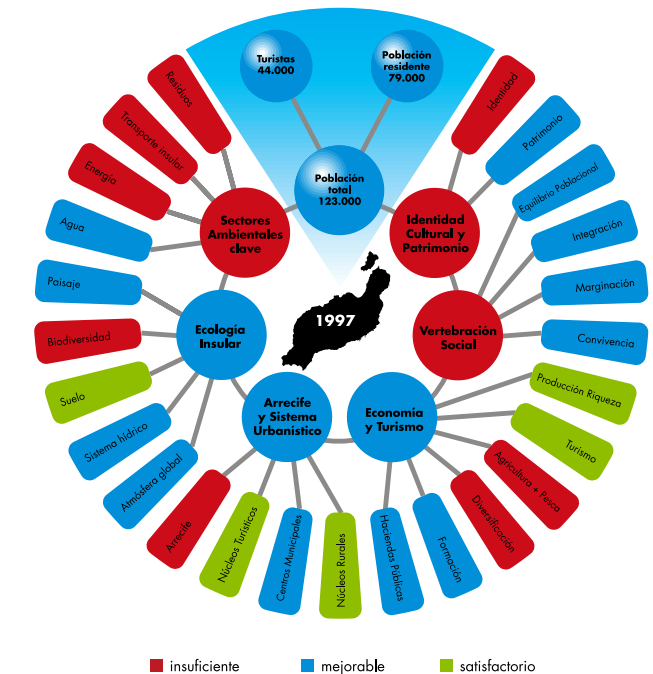 Turistas
44.000
Población
residente
79.000
Población
total
123.000
Residuos
Transporte insular
Energía
Agua
Sectores
Ambientales
clave
Identidad
Patrimonio
Identidad
Cultural y
Patrimonio
Equilibrio Poblacional
Integración
Marginación
Convivencia
Vertebración
Social
1997
Paisaje
Biodiversidad
Suelo
Sistema hídrico
Atmósfera global
Ecología
Insular
Arrecife
y Sistema
Urbanístico
Economía
y Turismo
Producción Riqueza
Turismo
Agricultura + Pesca
Diversificoción
Formación
Haciendas Públicas
Arrecife
Núcleos Turísticos
Centros Municipales
Núcleos Rurales
insuficiente
mejorable
satisfactorio